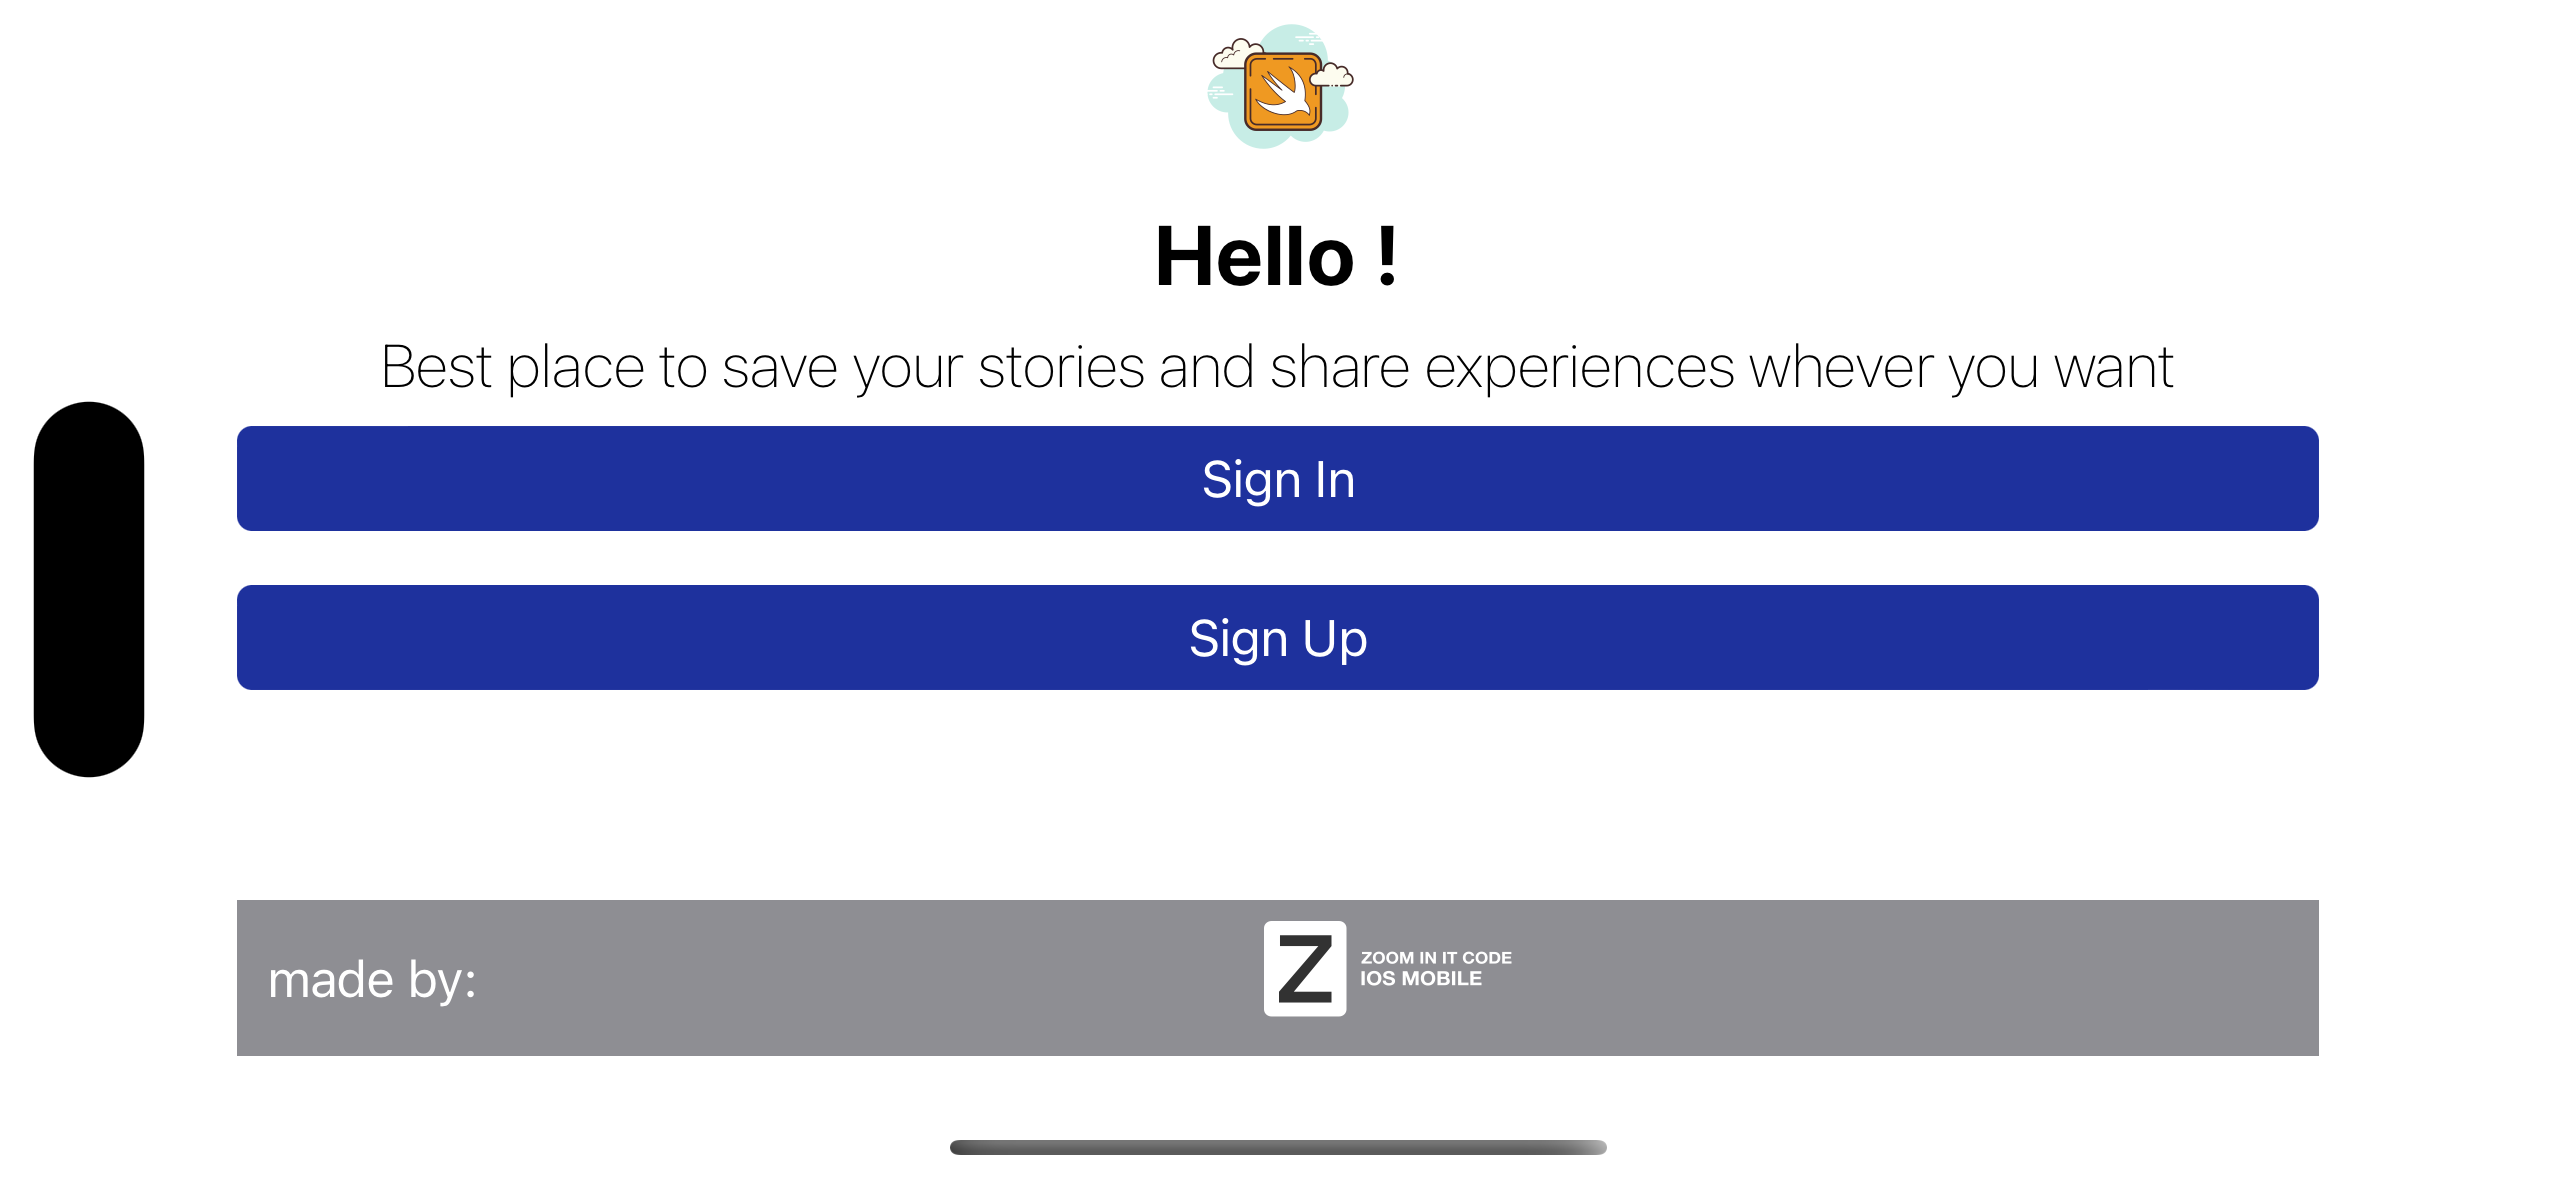 Hello !
Best place to save your stories and share experiences whever you want
Sign In
Sign Up
made by:
Z
ZOOM IN IT CODE
IOS MOBILE